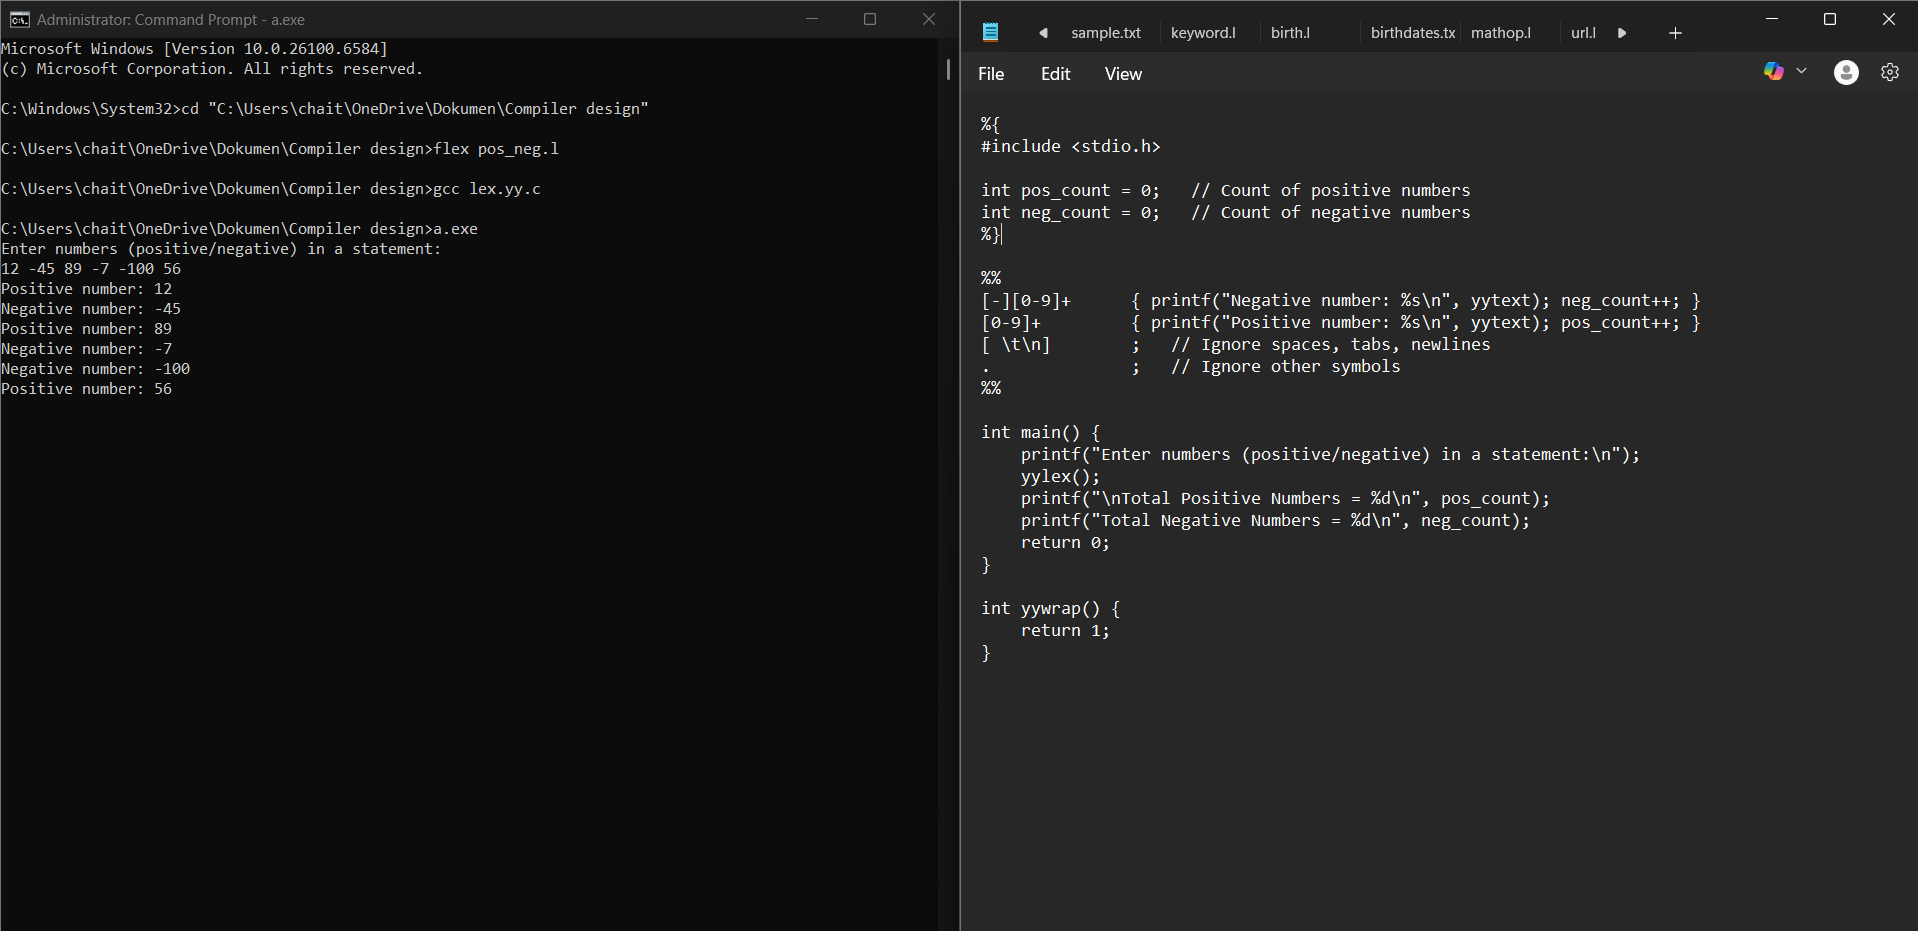 Administrator: Command Prompt - a.exe
Microsoft Windows [Version 10.0.26100.6584]
(c) Microsoft Corporation. All rights reserved.
C:\Windows\System32>cd "C:\Users\chait\OneDrive\Dokumen\Compiler design"
C:\Users\chait\OneDrive\Dokumen\Compiler design>flex pos_neg.l
C:\Users\chait\OneDrive\Dokumen\Compiler design>gcc lex.yy.c
C:\Users\chait\OneDrive\Dokumen\Compiler design>a.exe
Enter numbers (positive/negative) in a statement:
12 -45 89 -7 -100 56
Positive number: 12
Negative number: -45
Positive number: 89
Negative number: -7
Negative number: -100
Positive number: 56
sample.txt keyword.l birth.l birthdates.tx mathop.l url.l
File Edit View
%{
#include <stdio.h>
int pos_count = 0;   // Count of positive numbers
int neg_count = 0;   // Count of negative numbers
%}
%%
[-][0-9]+      { printf("Negative number: %s\n", yytext); neg_count++; }
[0-9]+         { printf("Positive number: %s\n", yytext); pos_count++; }
[ \t\n]        ;   // Ignore spaces, tabs, newlines
.              ;   // Ignore other symbols
%%
int main() {
    printf("Enter numbers (positive/negative) in a statement:\n");
    yylex();
    printf("\nTotal Positive Numbers = %d\n", pos_count);
    printf("Total Negative Numbers = %d\n", neg_count);
    return 0;
}
int yywrap() {
    return 1;
}